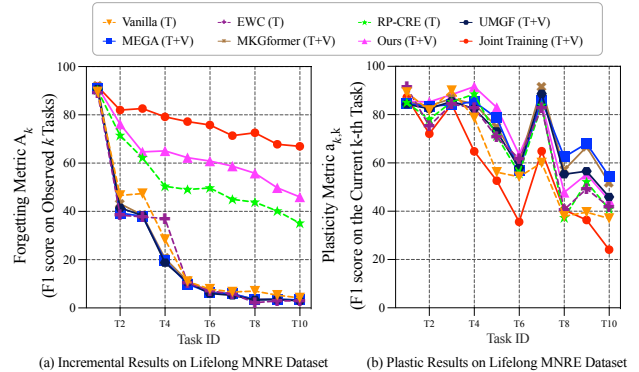 Vanilla (T) EWC (T) RP-CRE (T) UMGF (T+V)
MEGA (T+V) MKGformer (T+V) Ours (T+V) Joint Training (T+V)
(a)
Forgetting Metric Aₖ
(F1 score on Observed k Tasks)
100
80
60
40
20
0
T2 T4 T6 T8 T10
Task ID
(b)
Plasticity Metric aₖ,ₖ
(F1 score on the Current k-th Task)
100
80
60
40
20
0
T2 T4 T6 T8 T10
Task ID
(a) Incremental Results on Lifelong MNRE Dataset
(b) Plastic Results on Lifelong MNRE Dataset